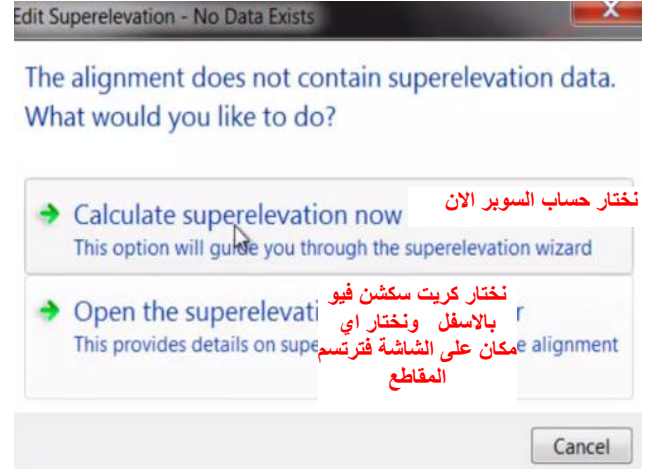 Edit Superelevation - No Data Exists
The alignment does not contain superelevation data.
What would you like to do?
Calculate superelevation now
نختار حساب السوبر الان
This option will guide you through the superelevation wizard
Open the superelevati
r
نختار كريت سكشن فيو
بالاسفل ونختار اي
This provides details on supe
e alignment
مكان على الشاشة فترتسم
المقاطع
Cancel